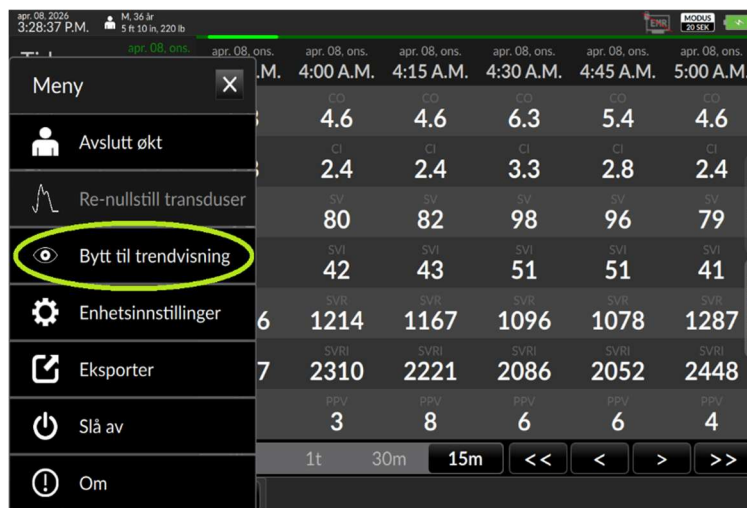 apr. 08, 2026
3:28:37 P.M.
M, 36 år
5 ft 10 in, 220 lb
EMR
MODUS
20 SEK
apr. 08, ons. apr. 08, ons. apr. 08, ons. apr. 08, ons. apr. 08, ons. apr. 08, ons. apr. 08, ons.
4:00 A.M. 4:15 A.M. 4:30 A.M. 4:45 A.M. 5:00 A.M.
Meny X
CO CO CO CO CO
4.6 4.6 6.3 5.4 4.6
Avslutt økt
CI CI CI CI CI
2.4 2.4 3.3 2.8 2.4
Re-nullstill transduser
SV SV SV SV SV
80 82 98 96 79
Bytt til trendvisning
SVI SVI SVI SVI SVI
42 43 51 51 41
Enhetsinnstillinger
SVR SVR SVR SVR SVR
6 1214 1167 1096 1078 1287
Eksporter
SVRI SVRI SVRI SVRI SVRI
7 2310 2221 2086 2052 2448
Slå av
PPV PPV PPV PPV PPV
3 8 6 6 4
1t 30m 15m << < > >>
Om